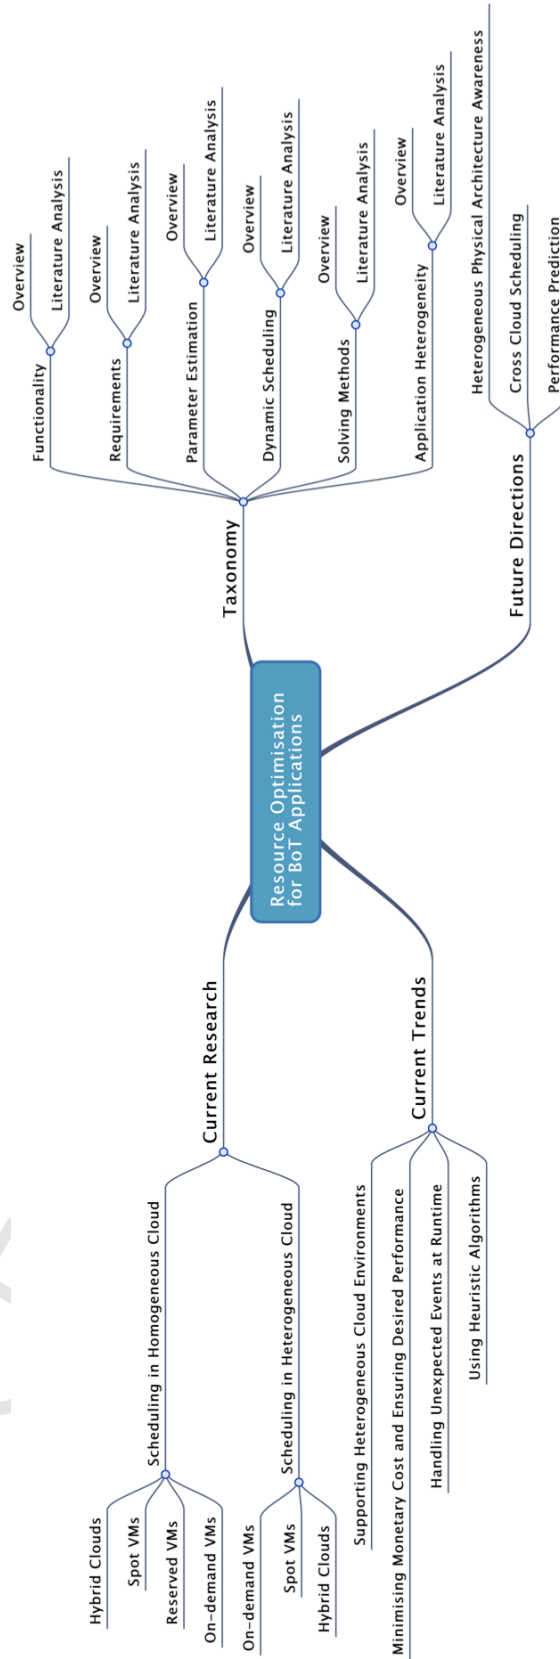 Resource Optimisation
for BoT Applications
Current Research
Scheduling in Homogeneous Cloud
Hybrid Clouds
Spot VMs
Reserved VMs
On-demand VMs
Scheduling in Heterogeneous Cloud
On-demand VMs
Spot VMs
Hybrid Clouds
Current Trends
Supporting Heterogeneous Cloud Environments
Minimising Monetary Cost and Ensuring Desired Performance
Handling Unexpected Events at Runtime
Using Heuristic Algorithms
Taxonomy
Functionality
Overview
Literature Analysis
Requirements
Overview
Literature Analysis
Parameter Estimation
Overview
Literature Analysis
Dynamic Scheduling
Overview
Literature Analysis
Solving Methods
Overview
Literature Analysis
Application Heterogeneity
Overview
Literature Analysis
Future Directions
Heterogeneous Physical Architecture Awareness
Cross Cloud Scheduling
Performance Prediction